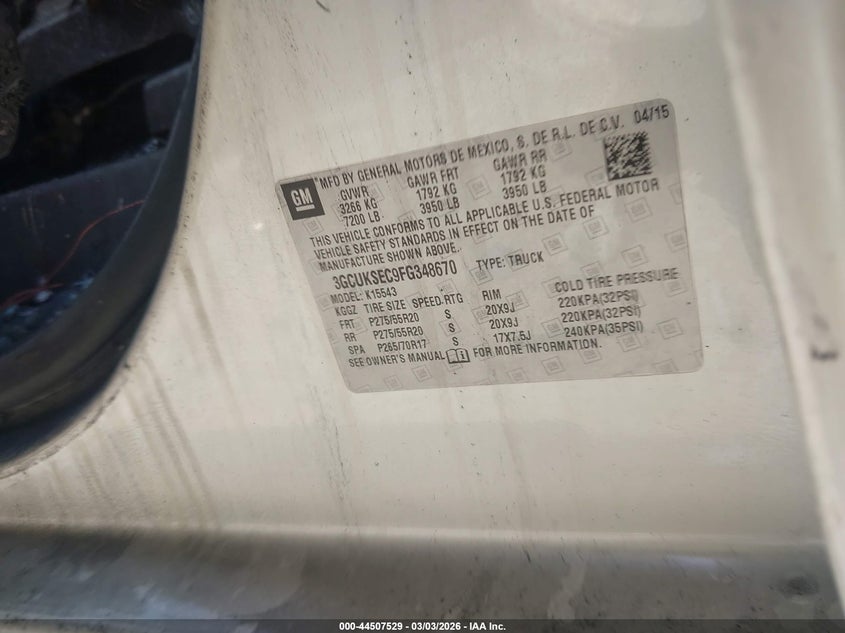 GM
*MFD BY GENERAL MOTORS DE MEXICO, S. DE R.L. DE C.V. 04/15
GVWR GAWR FRT GAWR RR
3266 KG 1792 KG 1792 KG
7200 LB 3950 LB 3950 LB
THIS VEHICLE CONFORMS TO ALL APPLICABLE U.S. FEDERAL MOTOR
VEHICLE SAFETY STANDARDS IN EFFECT ON THE DATE OF
MANUFACTURE SHOWN ABOVE.
3GCUKSEC9FG348670 TYPE: TRUCK
MODEL: K15543
KGGZ TIRE SIZE SPEED RTG RIM COLD TIRE PRESSURE
FRT P275/55R20 S 20X9J 220KPA(32PSI)
RR P275/55R20 S 20X9J 220KPA(32PSI)
SPA P265/70R17 S 17X7.5J 240KPA(35PSI)
SEE OWNER'S MANUAL FOR MORE INFORMATION.
000-44507529 - 03/03/2026 - IAA Inc.